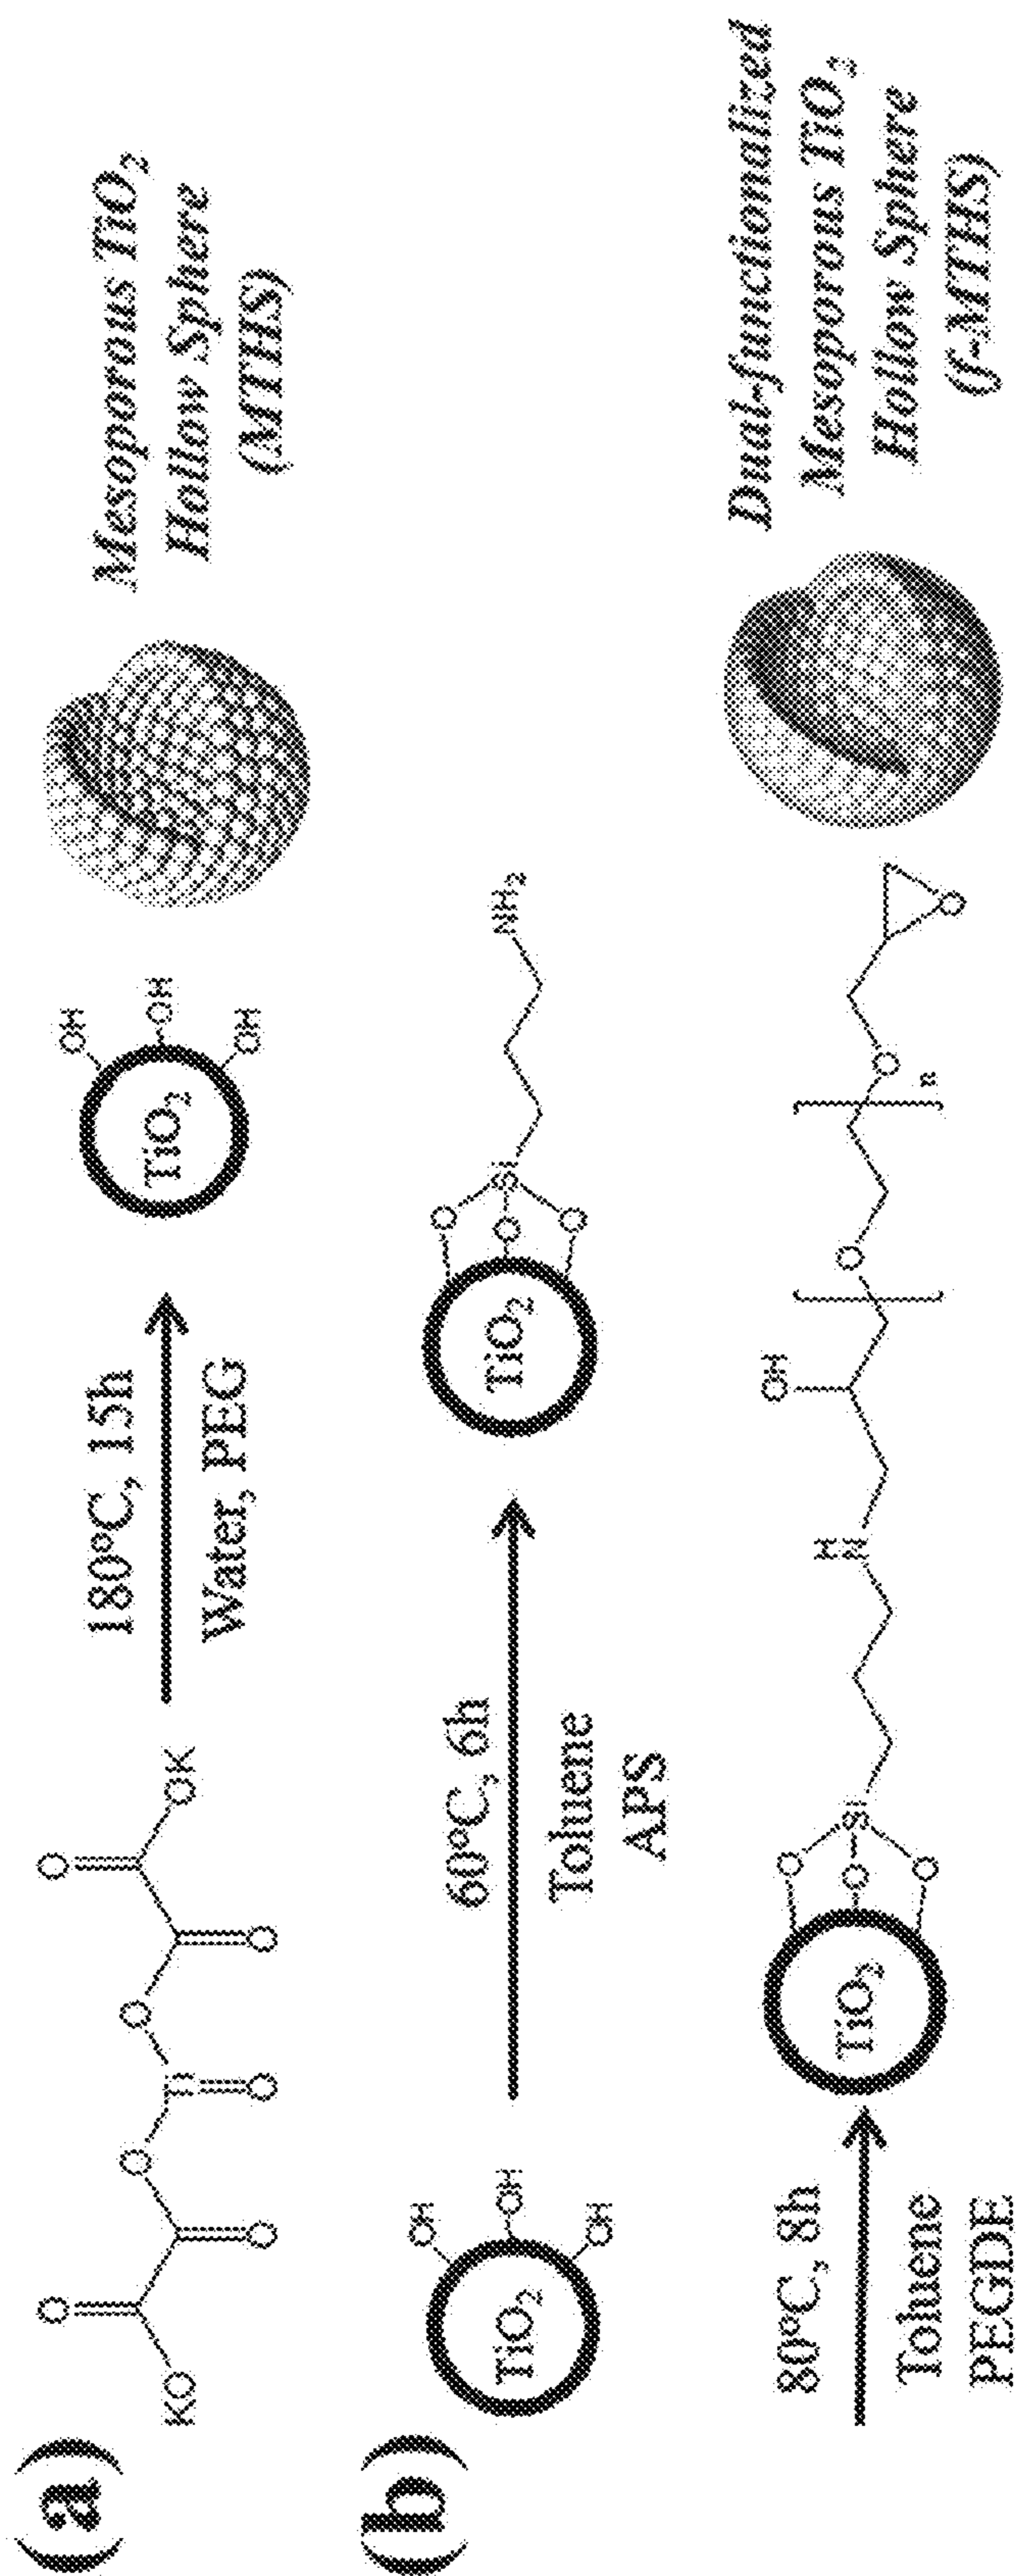 (a)
KO
O
O
O
Ti
O
O
O
O
OK
180°C, 15h
Water, PEG
TiO2
OH
OH
OH
Mesoporous TiO2
Hollow Sphere
(MTHS)
(b)
TiO2
OH
OH
OH
60°C, 6h
Toluene
APS
TiO2
O
O
O
Si
NH2
80°C, 8h
Toluene
PEGDE
TiO2
O
O
O
Si
H
N
OH
O
n
O
O
Dual-functionalized
Mesoporous TiO2
Hollow Sphere
(f-MTHS)